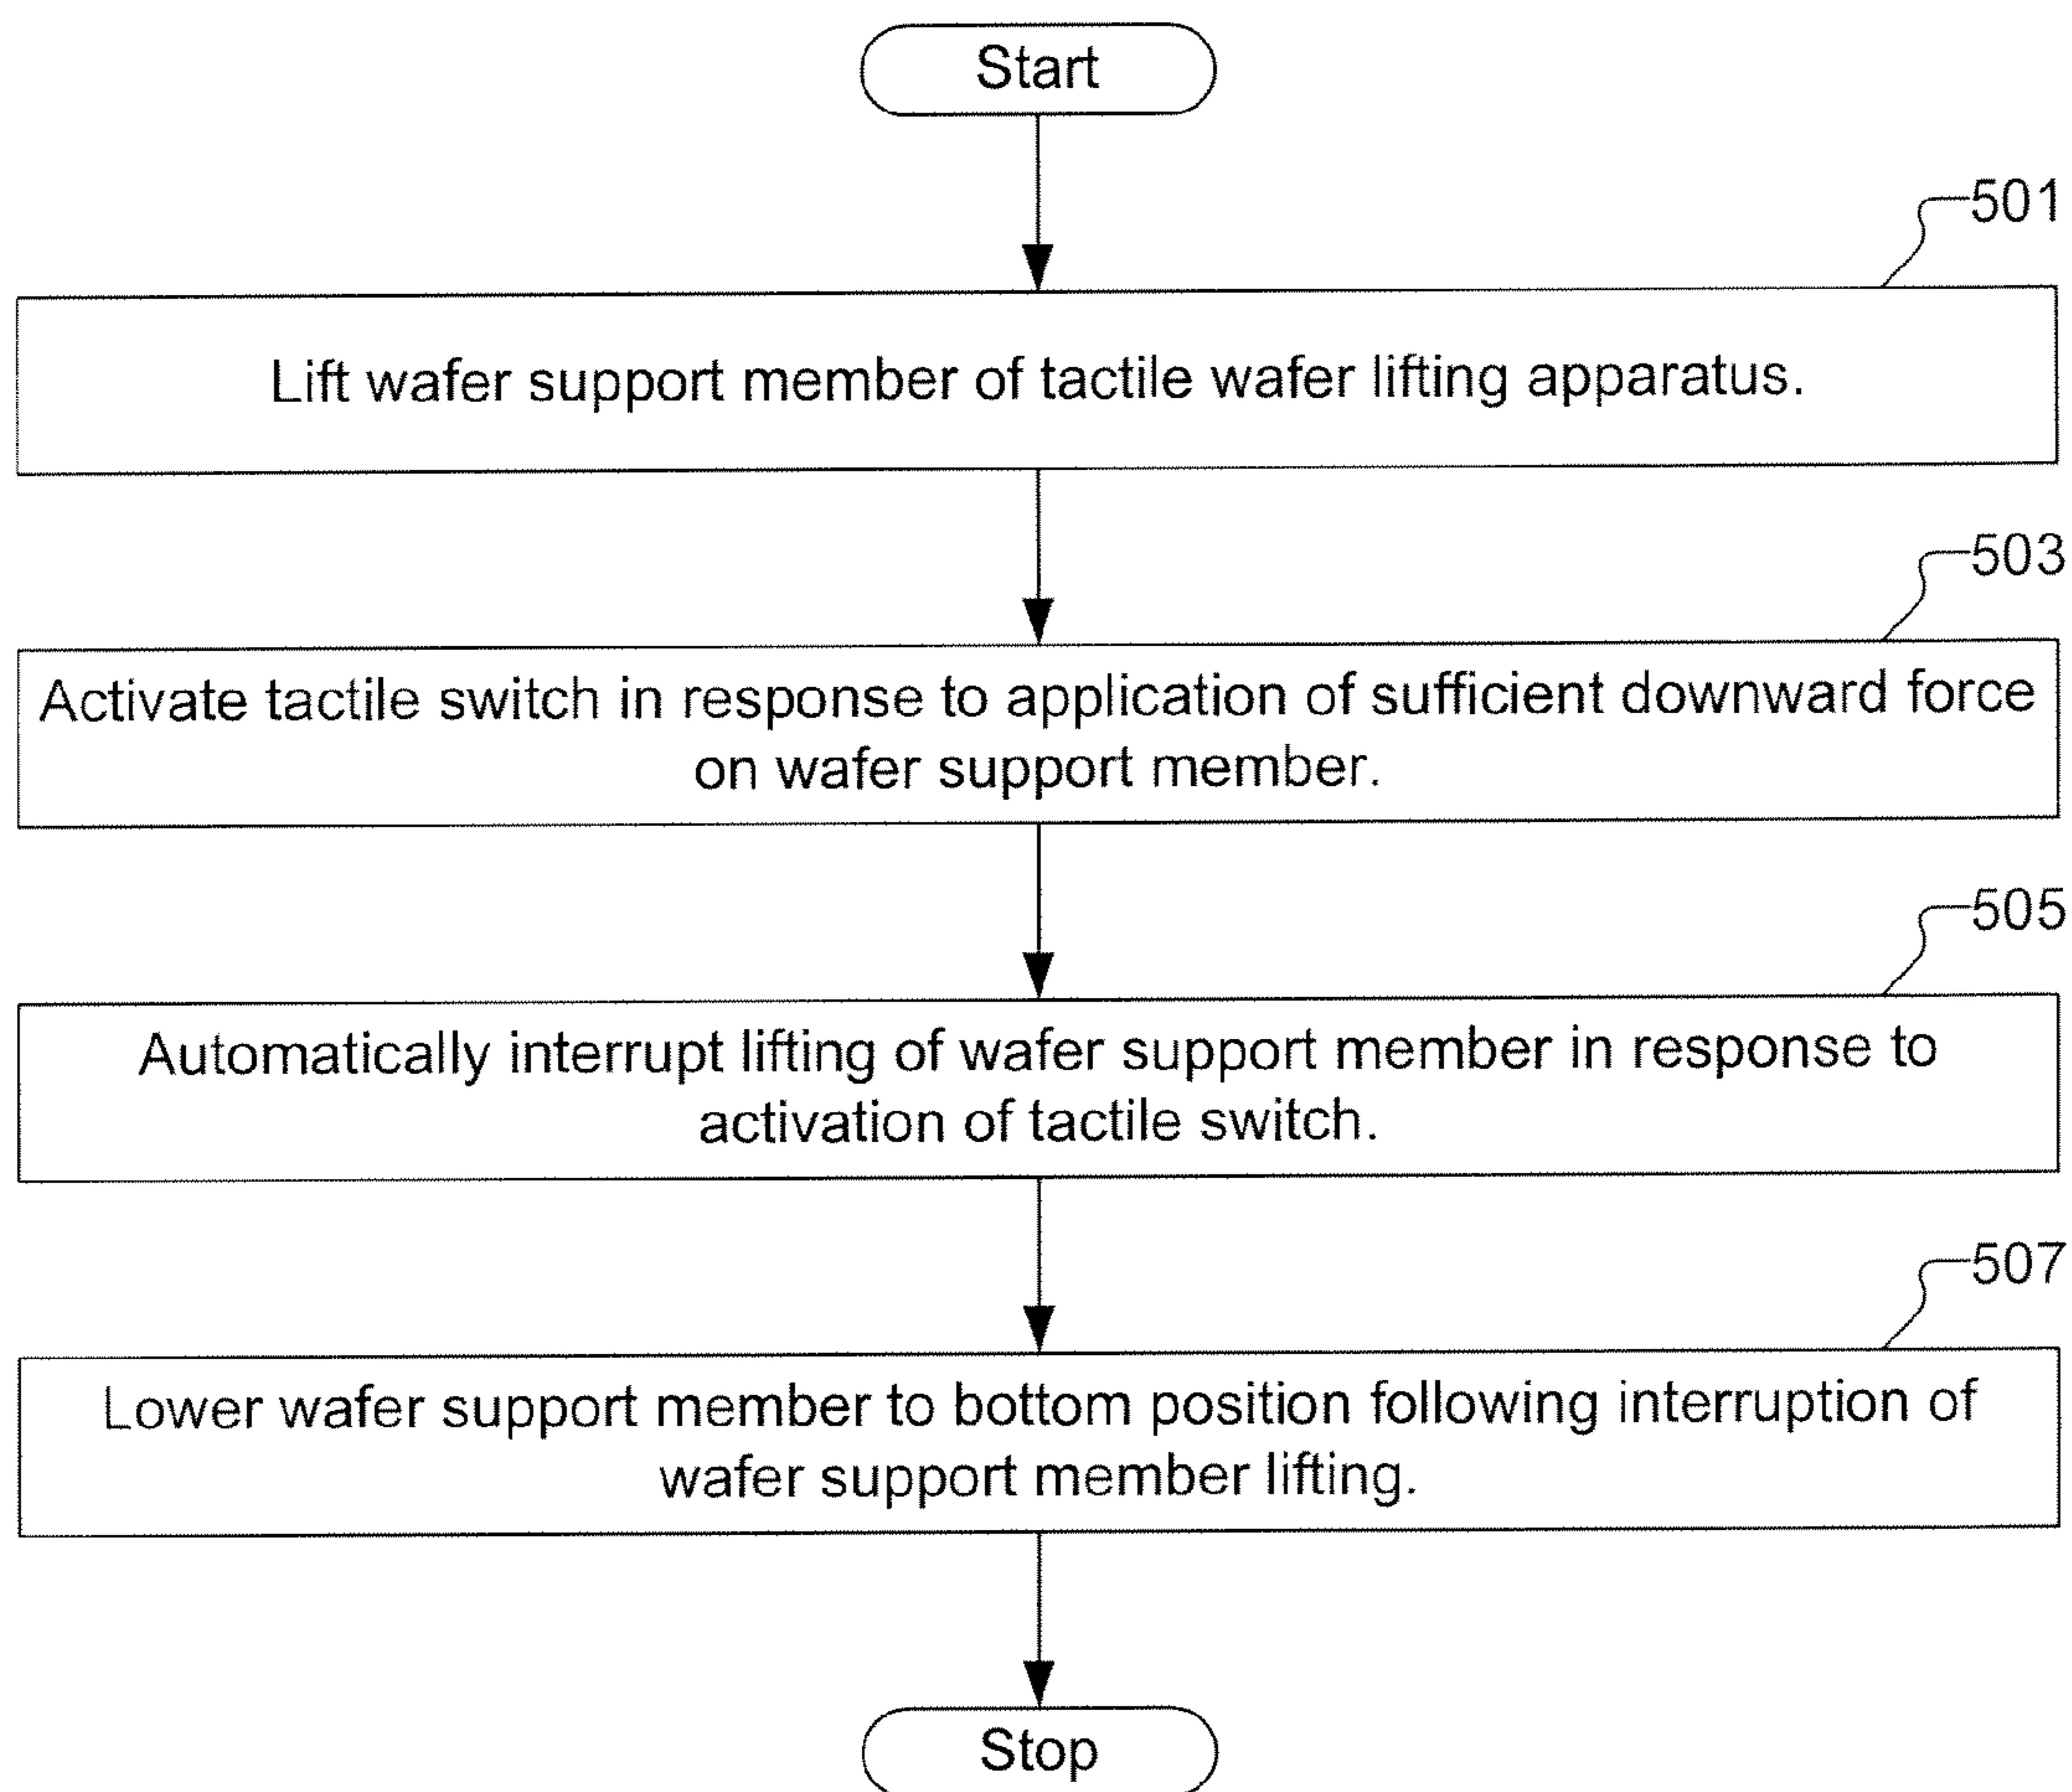 Start
501
Lift wafer support member of tactile wafer lifting apparatus.
503
Activate tactile switch in response to application of sufficient downward force
on wafer support member.
505
Automatically interrupt lifting of wafer support member in response to
activation of tactile switch.
507
Lower wafer support member to bottom position following interruption of
wafer support member lifting.
Stop